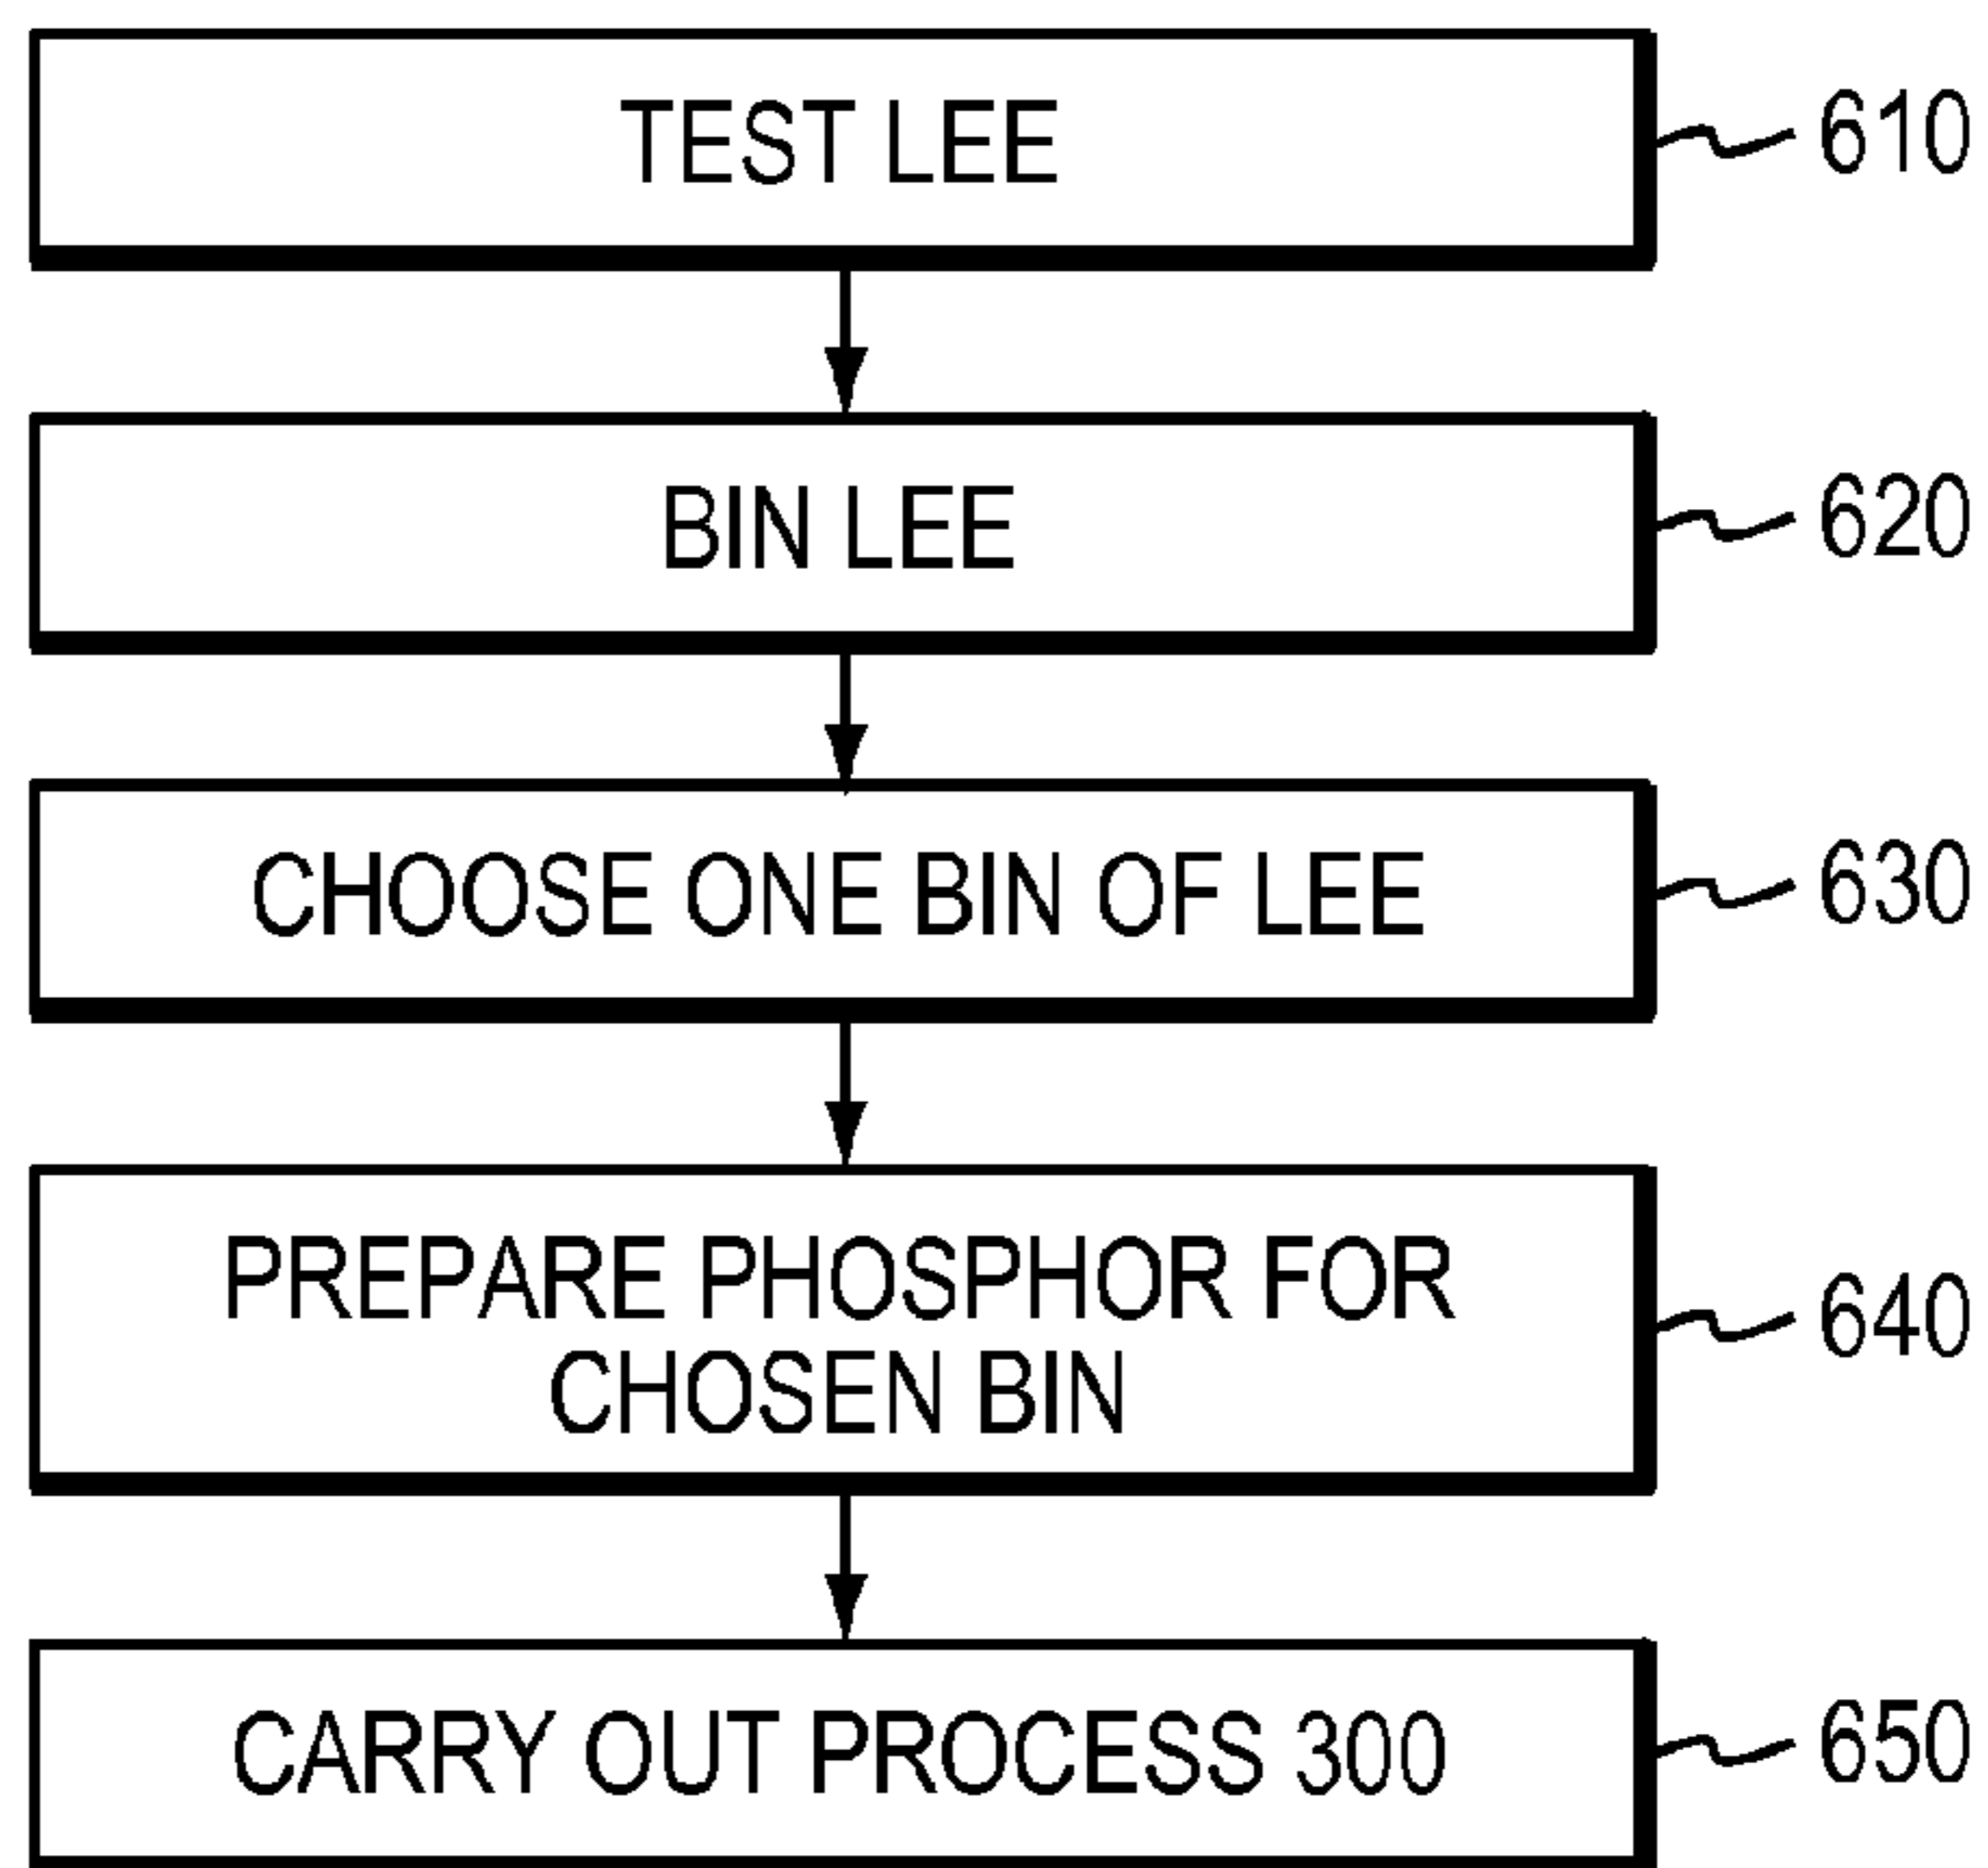 TEST LEE
610
BIN LEE
620
CHOOSE ONE BIN OF LEE
630
PREPARE PHOSPHOR FOR
CHOSEN BIN
640
CARRY OUT PROCESS 300
650